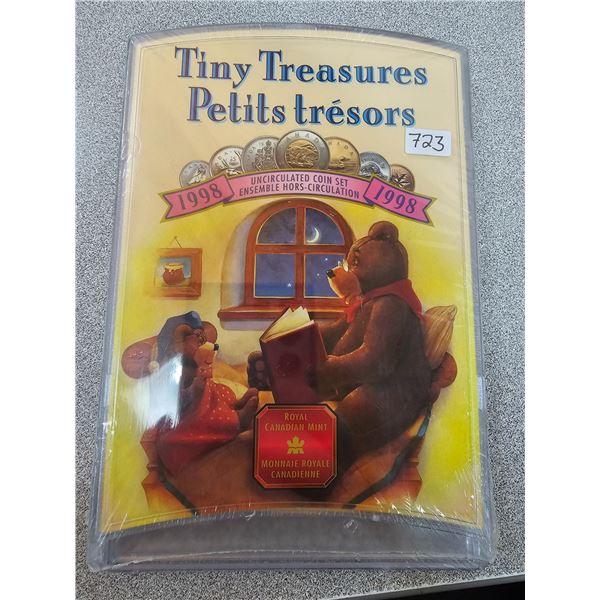 Tiny Treasures
Petits trésors
723
1998
UNCIRCULATED COIN SET
ENSEMBLE HORS-CIRCULATION
1998
ROYAL
CANADIAN MINT
MONNAIE ROYALE
CANADIENNE